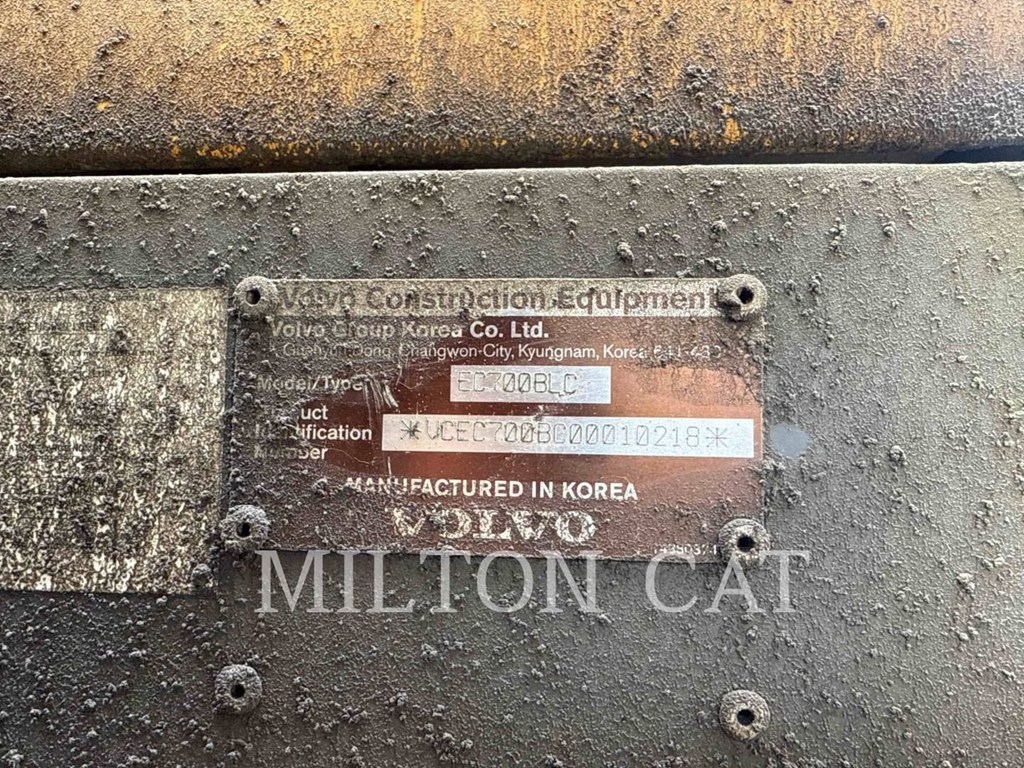 Volvo Construction Equipment
Volvo Group Korea Co. Ltd.
Changwon-City, Kyungnam, Korea
Model/Type EC700BLC
Product
Identification *VCEC700BC00010218*
Number
MANUFACTURED IN KOREA
VOLVO
MILTON CAT